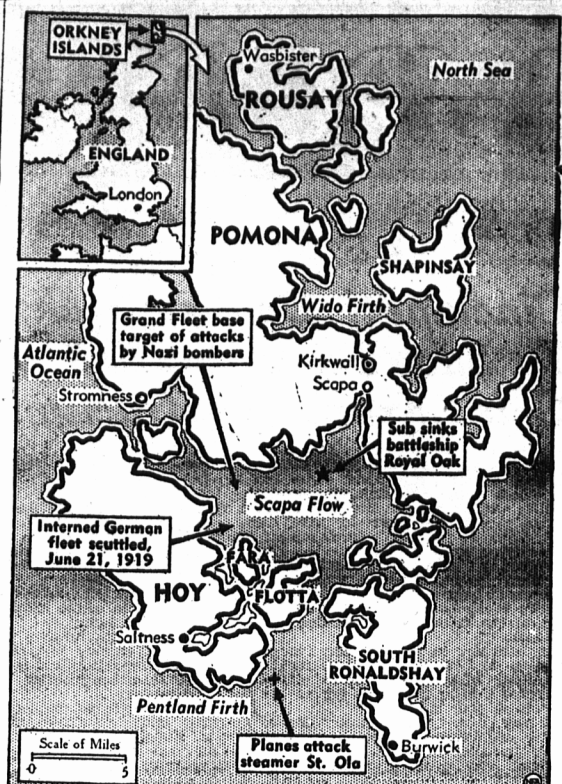 ORKNEY
ISLANDS
Wasbister
ROUSAY
North Sea
ENGLAND
London
POMONA
SHAPINSAY
Wido Firth
Grand Fleet base
target of attacks
by Nazi bombers
Atlantic
Ocean
Kirkwall
Scapa
Stromness
Sub sinks
battleship
Royal Oak
Scapa Flow
Interned German
fleet scuttled,
June 21, 1919
FARA
HOY
FLOTTA
Saltness
SOUTH
RONALDSHAY
Pentland Firth
Planes attack
steamer St. Ola
Burwick
Scale of Miles
0 5